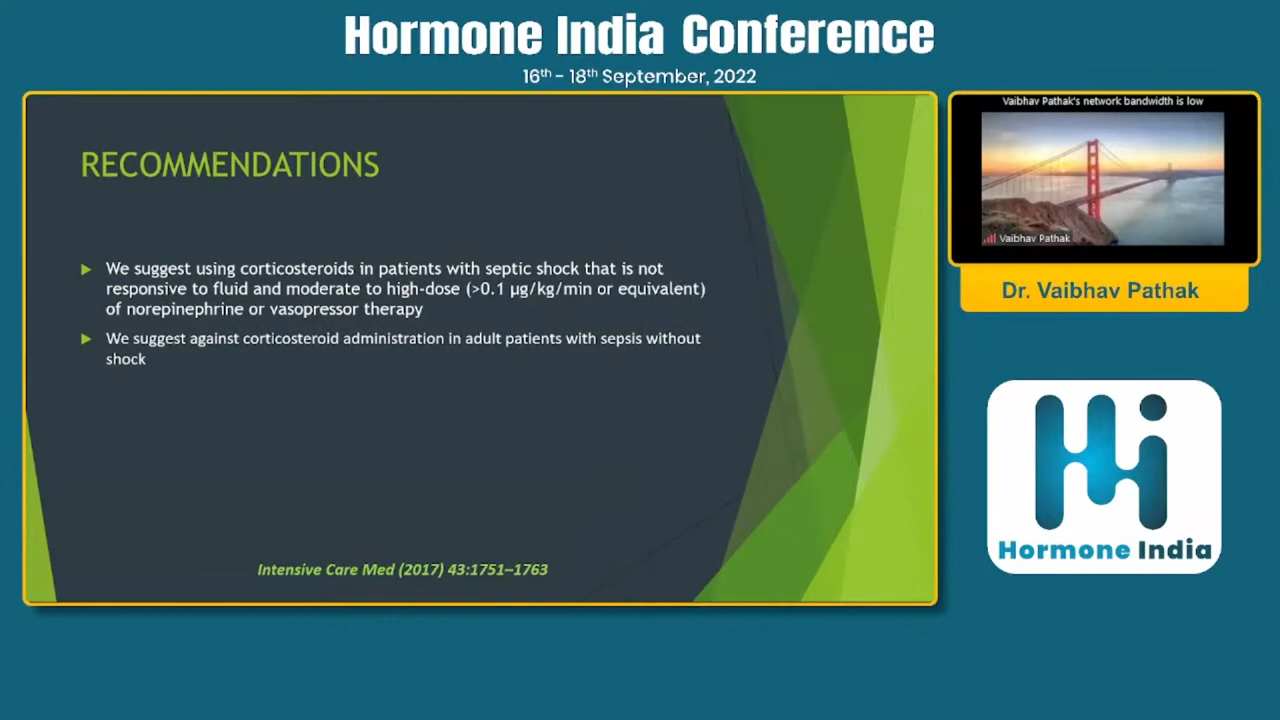 Hormone India Conference
16th - 18th September, 2022
RECOMMENDATIONS
We suggest using corticosteroids in patients with septic shock that is not
responsive to fluid and moderate to high-dose (>0.1 μg/kg/min or equivalent)
of norepinephrine or vasopressor therapy
We suggest against corticosteroid administration in adult patients with sepsis without
shock
Intensive Care Med (2017) 43:1751–1763
Vaibhav Pathak's network bandwidth is low
Vaibhav Pathak
Dr. Vaibhav Pathak
Hi
Hormone India